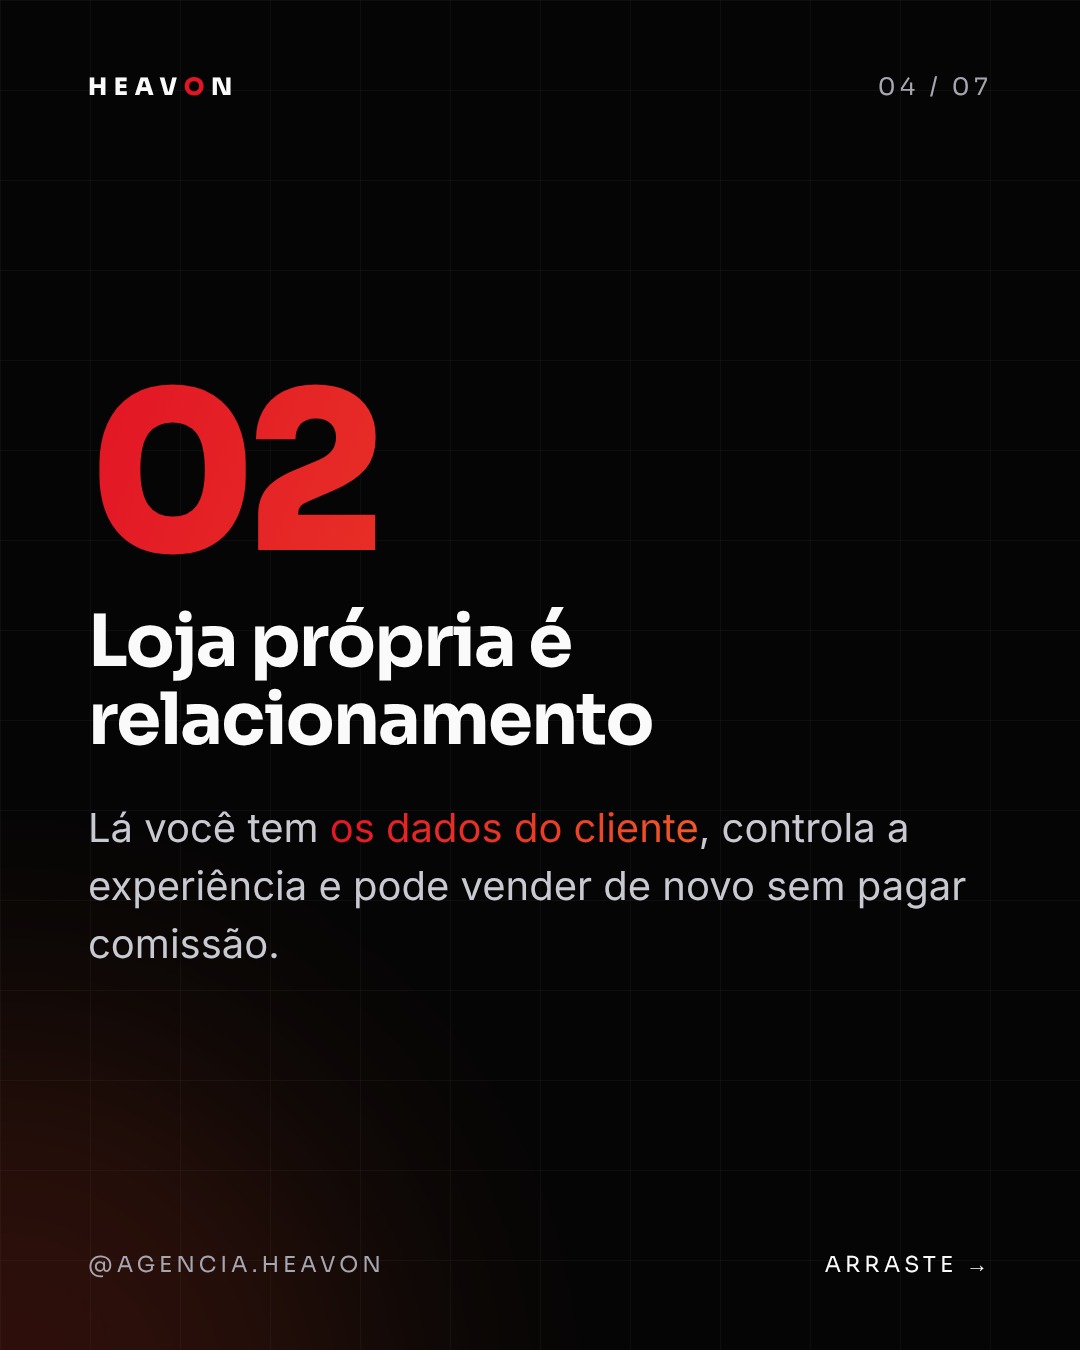 HEAVON
04 / 07
02
Loja própria é
relacionamento
Lá você tem os dados do cliente, controla a
experiência e pode vender de novo sem pagar
comissão.
@AGENCIA.HEAVON
ARRASTE →